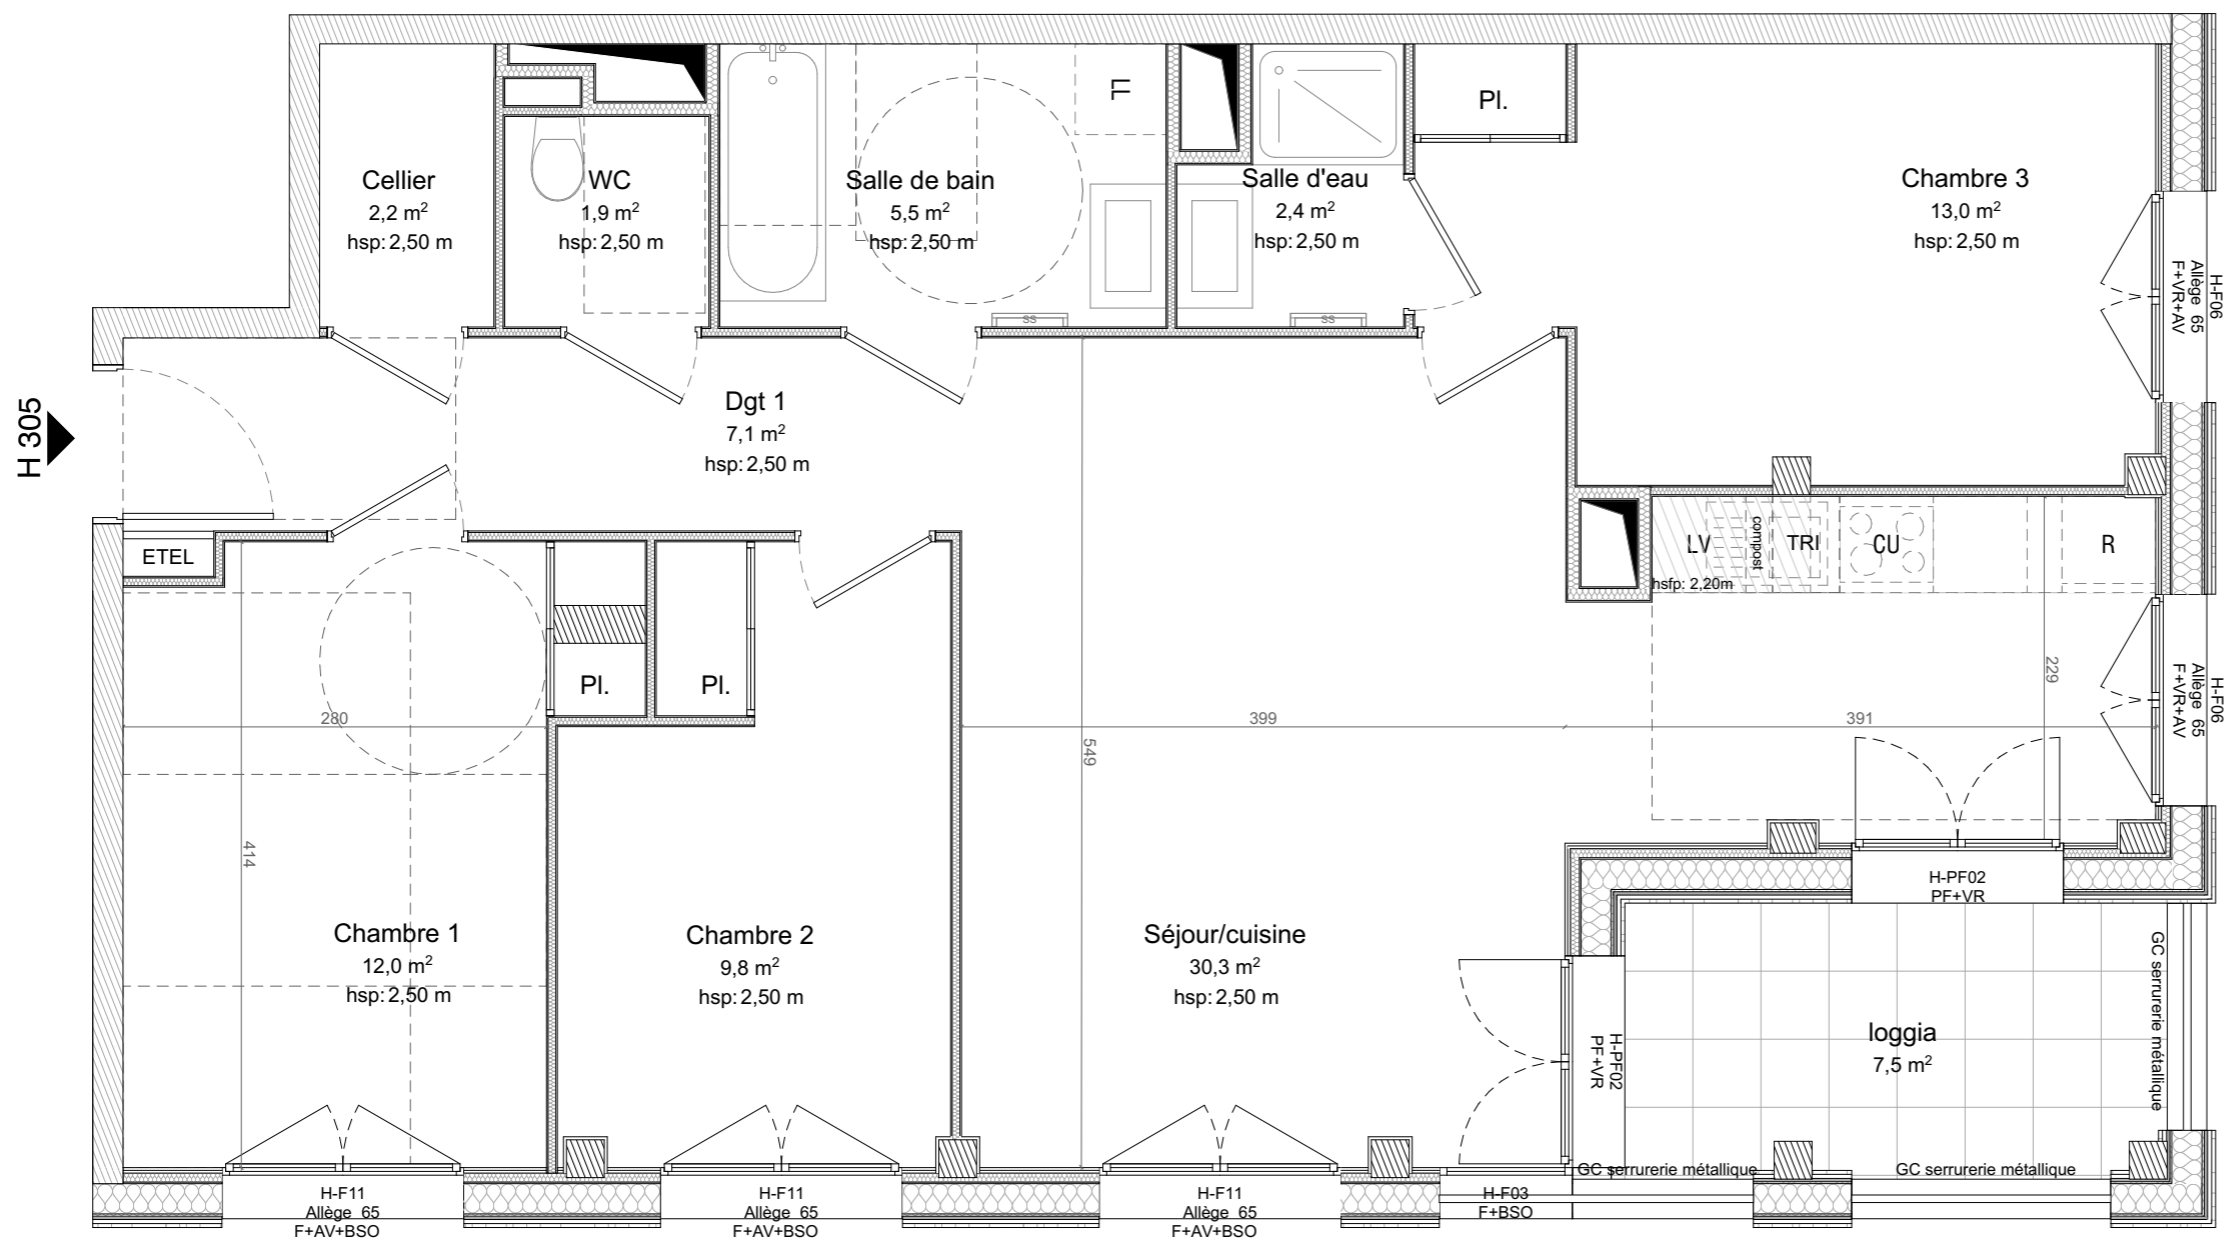 Cellier
2,2 m²
hsp: 2,50 m
WC
1,9 m²
hsp: 2,50 m
Salle de bain
5,5 m²
hsp: 2,50 m
LL
Salle d'eau
2,4 m²
hsp: 2,50 m
Pl.
Chambre 3
13,0 m²
hsp: 2,50 m
H-F06
Allège 65
F+VR+AV
ss
ss
H 305
Dgt 1
7,1 m²
hsp: 2,50 m
ETEL
LV
compost
TRI
CU
R
hsfp: 2,20m
Pl.
Pl.
280
399
391
229
549
414
H-F06
Allège 65
F+VR+AV
Chambre 1
12,0 m²
hsp: 2,50 m
Chambre 2
9,8 m²
hsp: 2,50 m
Séjour/cuisine
30,3 m²
hsp: 2,50 m
H-PF02
PF+VR
H-PF02
PF+VR
loggia
7,5 m²
GC serrurerie métallique
GC serrurerie métallique
GC serrurerie métallique
H-F11
Allège 65
F+AV+BSO
H-F11
Allège 65
F+AV+BSO
H-F11
Allège 65
F+AV+BSO
H-F03
F+BSO